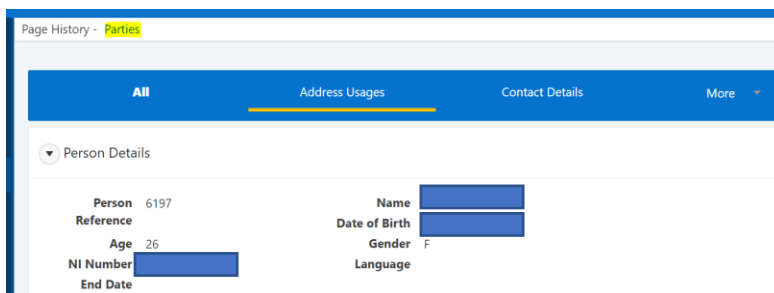 Page History - Parties
All Address Usages Contact Details More
Person Details
Person Reference 6197 Name
Date of Birth
Age 26 Gender F
NI Number Language
End Date